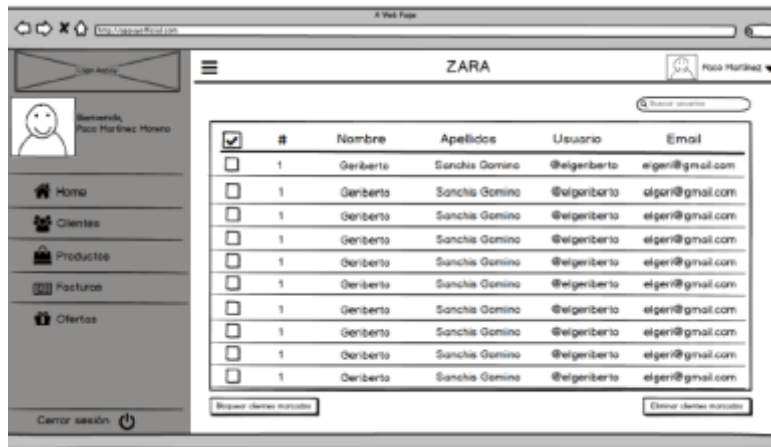 A Web Page
ZARA
Paco Martínez
Bienvenido,
Paco Martínez Moreno
Buscar usuarios
Home
Clientes
Productos
Facturas
Ofertas
Cerrar sesión
# Nombre Apellidos Usuario Email
1 Geriberto Sanchis Gomino @elgeriberto elgeri@gmail.com
1 Geriberto Sanchis Gomino @elgeriberto elgeri@gmail.com
1 Geriberto Sanchis Gomino @elgeriberto elgeri@gmail.com
1 Geriberto Sanchis Gomino @elgeriberto elgeri@gmail.com
1 Geriberto Sanchis Gomino @elgeriberto elgeri@gmail.com
1 Geriberto Sanchis Gomino @elgeriberto elgeri@gmail.com
1 Geriberto Sanchis Gomino @elgeriberto elgeri@gmail.com
1 Geriberto Sanchis Gomino @elgeriberto elgeri@gmail.com
1 Geriberto Sanchis Gomino @elgeriberto elgeri@gmail.com
1 Geriberto Sanchis Gomino @elgeriberto elgeri@gmail.com
Bloquear clientes marcados
Eliminar clientes marcados